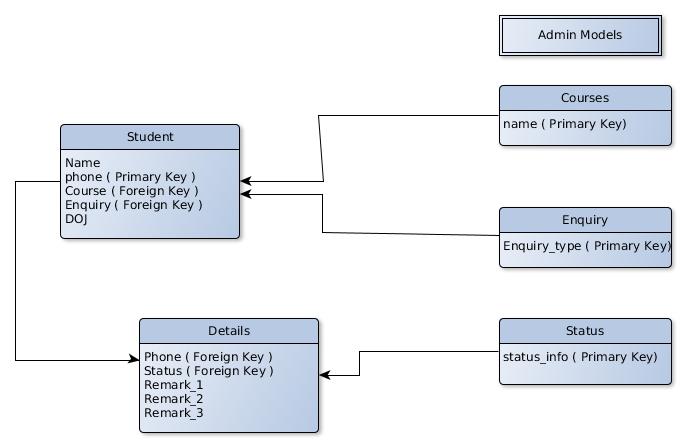 Admin Models
Courses
name ( Primary Key)
Student
Name
phone ( Primary Key )
Course ( Foreign Key )
Enquiry ( Foreign Key )
DOJ
Enquiry
Enquiry_type ( Primary Key)
Details
Phone ( Foreign Key )
Status ( Foreign Key )
Remark_1
Remark_2
Remark_3
Status
status_info ( Primary Key)